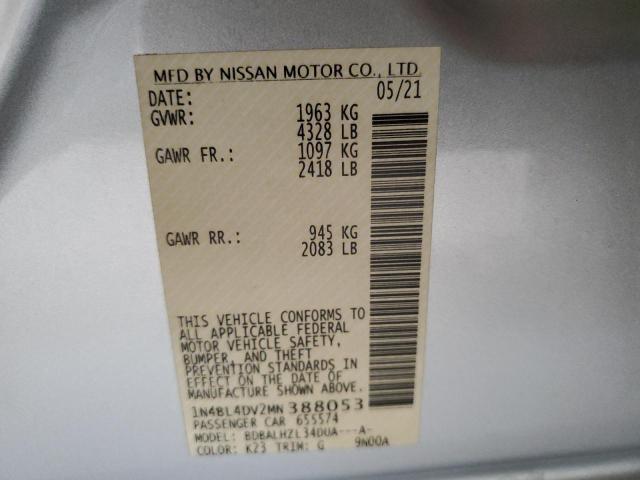 MFD BY NISSAN MOTOR CO., LTD
DATE: 05/21
GVWR: 1963 KG
4328 LB
GAWR FR.: 1097 KG
2418 LB
GAWR RR.: 945 KG
2083 LB
THIS VEHICLE CONFORMS TO
ALL APPLICABLE FEDERAL
MOTOR VEHICLE SAFETY,
BUMPER, AND THEFT
PREVENTION STANDARDS IN
EFFECT ON THE DATE OF
MANUFACTURE SHOWN ABOVE.
1N4BL4DV2MN388053
PASSENGER CAR 655574
MODEL: BDBALHZL34DUA---A-
COLOR: K23 TRIM: G 9N00A